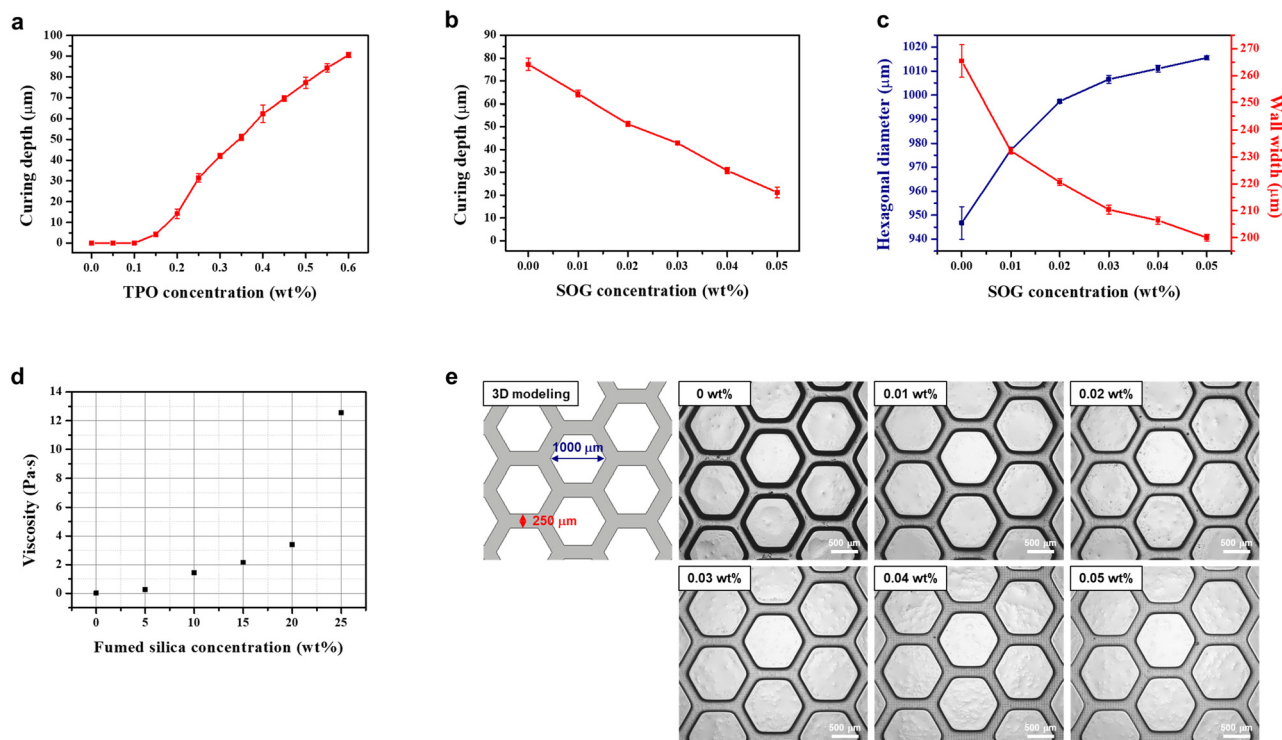 a
100
90
80
70
60
50
40
30
20
10
0
Curing depth (μm)
0.0 0.1 0.2 0.3 0.4 0.5 0.6
TPO concentration (wt%)
b
90
80
70
60
50
40
30
20
10
0
Curing depth (μm)
0.00 0.01 0.02 0.03 0.04 0.05
SOG concentration (wt%)
c
1020
1010
1000
990
980
970
960
950
940
Hexagonal diameter (μm)
270
260
250
240
230
220
210
200
Wall width (μm)
0.00 0.01 0.02 0.03 0.04 0.05
SOG concentration (wt%)
d
14
12
10
8
6
4
2
0
Viscosity (Pa·s)
0 5 10 15 20 25
Fumed silica concentration (wt%)
e
3D modeling
1000 μm
250 μm
0 wt%
500 μm
0.01 wt%
500 μm
0.02 wt%
500 μm
0.03 wt%
500 μm
0.04 wt%
500 μm
0.05 wt%
500 μm